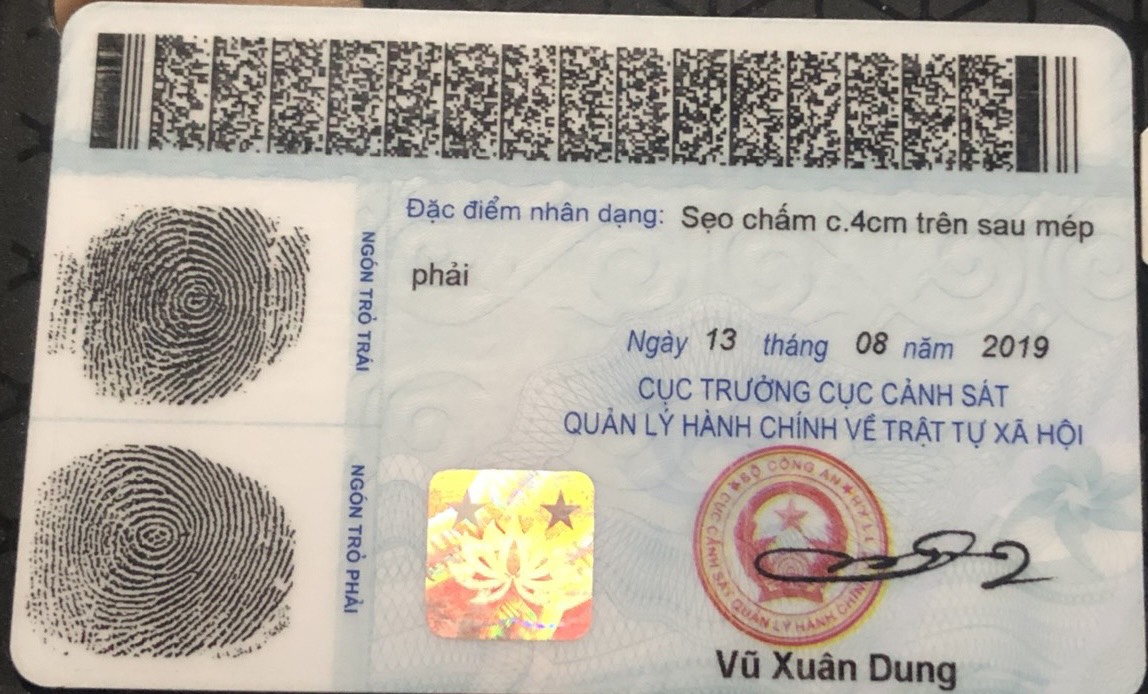 Đặc điểm nhân dạng: Sẹo chấm c.4cm trên sau mép
phải
NGÓN TRỎ TRÁI
Ngày 13 tháng 08 năm 2019
CỤC TRƯỞNG CỤC CẢNH SÁT
QUẢN LÝ HÀNH CHÍNH VỀ TRẬT TỰ XÃ HỘI
NGÓN TRỎ PHẢI
BỘ CÔNG AN
CỤC CẢNH SÁT QUẢN LÝ HÀNH CHÍNH
Vũ Xuân Dung